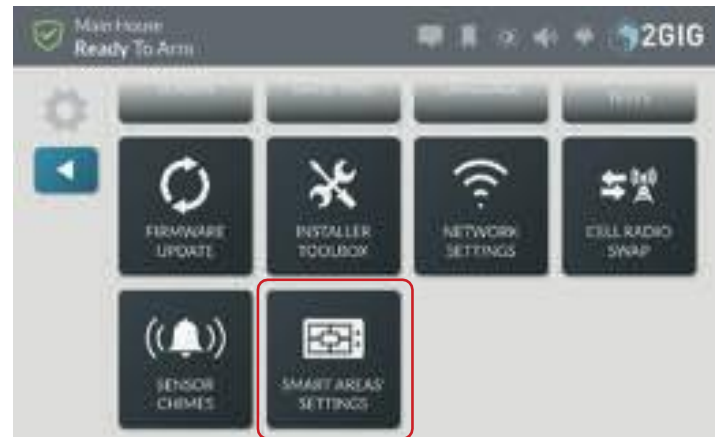 Main House
Ready To Arm
2GIG
FIRMWARE
UPDATE
INSTALLER
TOOLBOX
NETWORK
SETTINGS
CELL RADIO
SWAP
SENSOR
CHIMES
SMART AREAS
SETTINGS